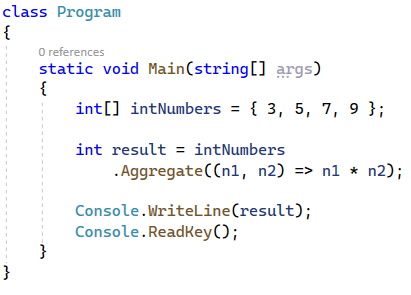 class Program
{
0 references
static void Main(string[] args)
{
int[] intNumbers = { 3, 5, 7, 9 };
int result = intNumbers
.Aggregate((n1, n2) => n1 * n2);
Console.WriteLine(result);
Console.ReadKey();
}
}